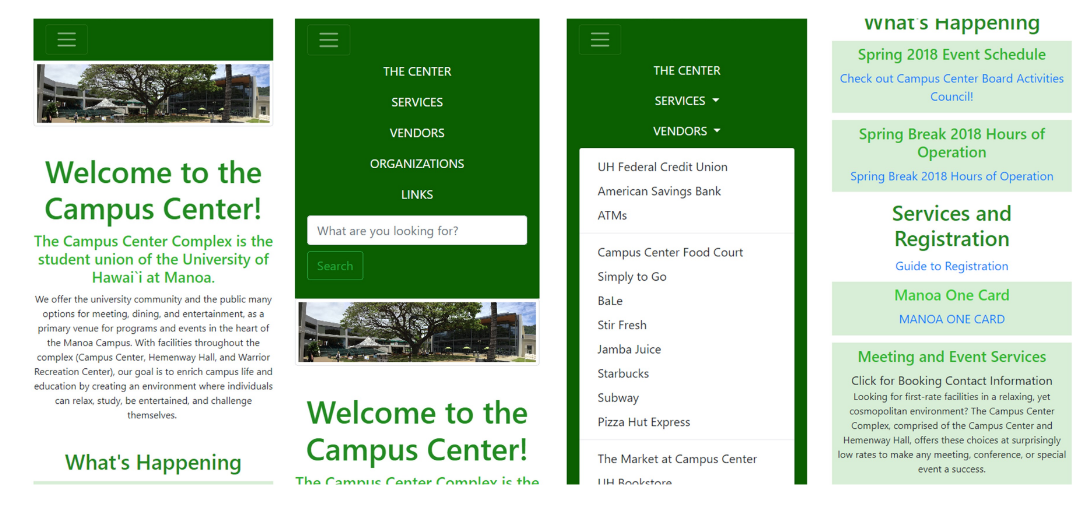 Welcome to the
Campus Center!
The Campus Center Complex is the
student union of the University of
Hawai`i at Manoa.
We offer the university community and the public many
options for meeting, dining, and entertainment, as a
primary venue for programs and events in the heart of
the Manoa Campus. With facilities throughout the
complex (Campus Center, Hemenway Hall, and Warrior
Recreation Center), our goal is to enrich campus life and
education by creating an environment where individuals
can relax, study, be entertained, and challenge
themselves.
What's Happening
THE CENTER
SERVICES
VENDORS
ORGANIZATIONS
LINKS
What are you looking for?
Search
Welcome to the
Campus Center!
The Campus Center Complex is the
THE CENTER
SERVICES
VENDORS
UH Federal Credit Union
American Savings Bank
ATMs
Campus Center Food Court
Simply to Go
BaLe
Stir Fresh
Jamba Juice
Starbucks
Subway
Pizza Hut Express
The Market at Campus Center
UH Bookstore
What's Happening
Spring 2018 Event Schedule
Check out Campus Center Board Activities
Council!
Spring Break 2018 Hours of
Operation
Spring Break 2018 Hours of Operation
Services and
Registration
Guide to Registration
Manoa One Card
MANOA ONE CARD
Meeting and Event Services
Click for Booking Contact Information
Looking for first-rate facilities in a relaxing, yet
cosmopolitan environment? The Campus Center
Complex, comprised of the Campus Center and
Hemenway Hall, offers these choices at surprisingly
low rates to make any meeting, conference, or special
event a success.